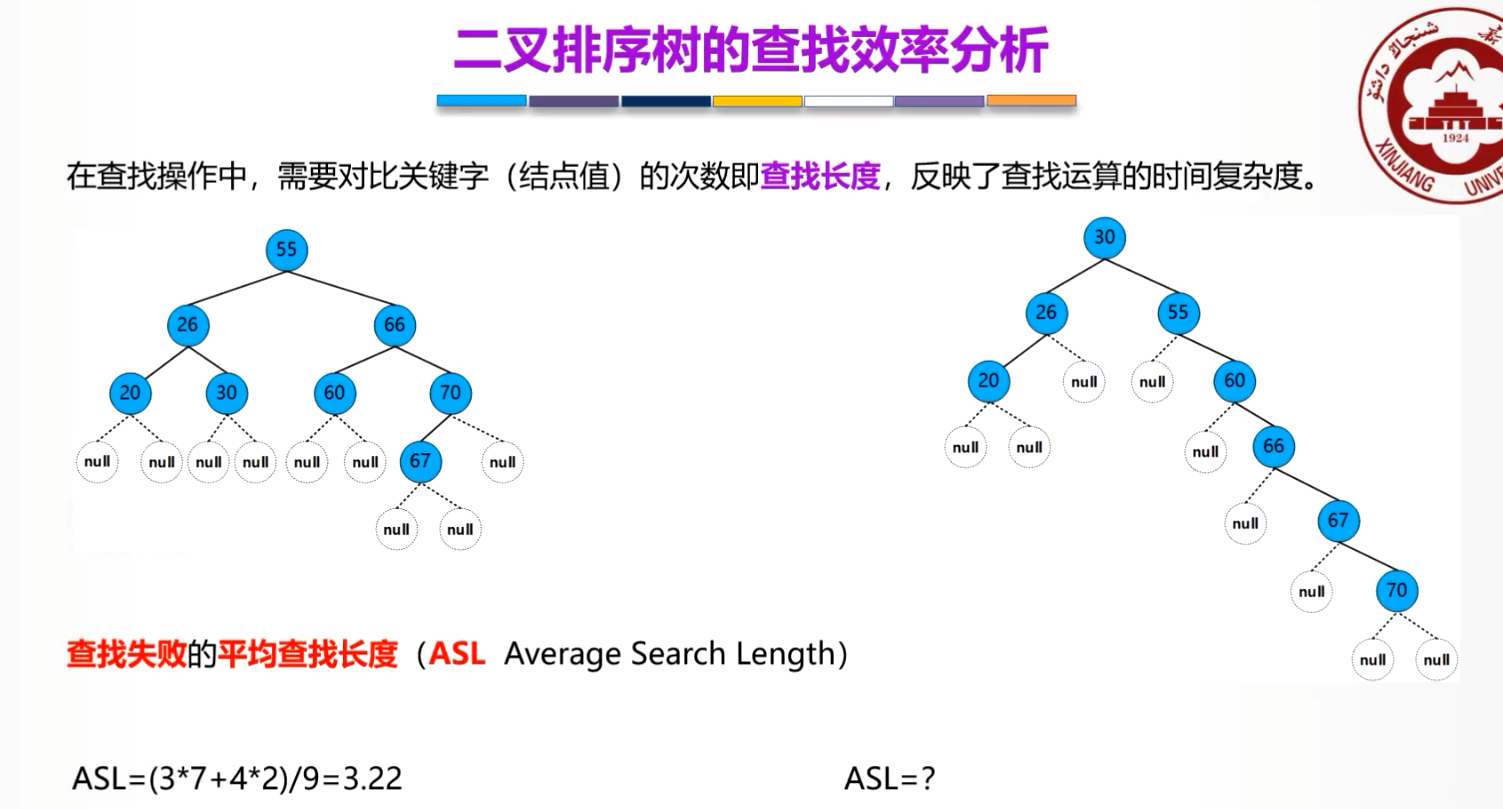 二叉排序树的查找效率分析
شىنجاڭ داشۆ
新
1924
XINJIANG UNIVE
在查找操作中，需要对比关键字（结点值）的次数即查找长度，反映了查找运算的时间复杂度。
55
26 66
20 30 60 70
null null null null null null 67 null
null null
30
26 55
20 null null 60
null null null 66
null 67
null 70
null null
查找失败的平均查找长度（ASL Average Search Length）
ASL=(3*7+4*2)/9=3.22
ASL=?